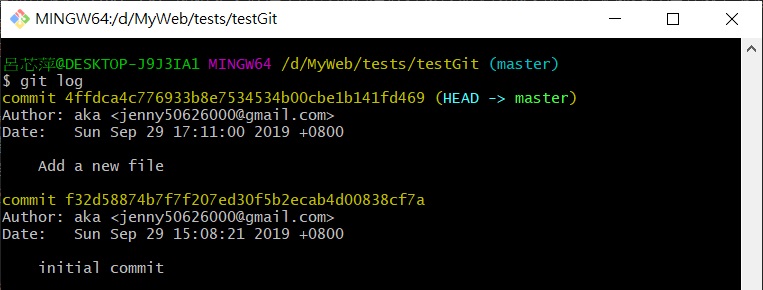 MINGW64:/d/MyWeb/tests/testGit
呂芯萍@DESKTOP-J9J3IA1 MINGW64 /d/MyWeb/tests/testGit (master)
$ git log
commit 4ffdca4c776933b8e7534534b00cbe1b141fd469 (HEAD -> master)
Author: aka <jenny50626000@gmail.com>
Date:   Sun Sep 29 17:11:00 2019 +0800
    Add a new file
commit f32d58874b7f7f207ed30f5b2ecab4d00838cf7a
Author: aka <jenny50626000@gmail.com>
Date:   Sun Sep 29 15:08:21 2019 +0800
    initial commit